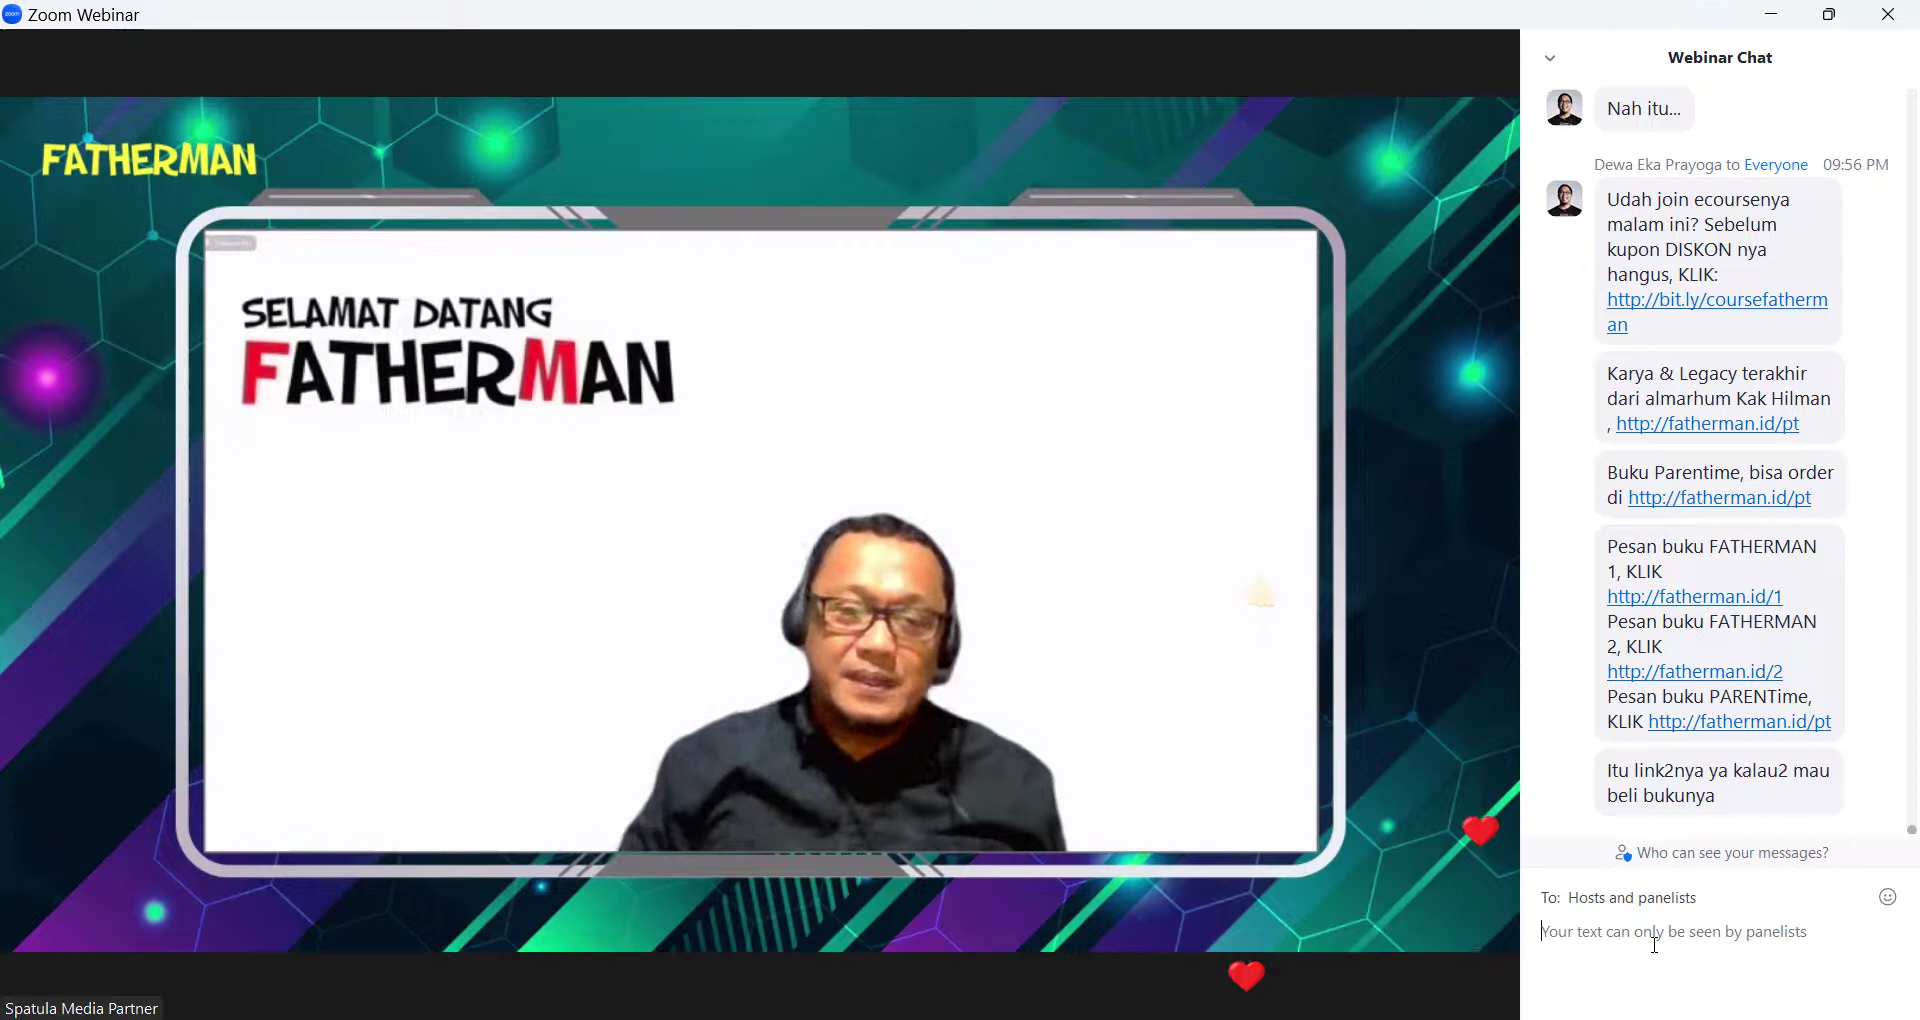 Zoom Webinar
FATHERMAN
SELAMAT DATANG
FATHERMAN
Spatula Media Partner
Webinar Chat
Nah itu...
Dewa Eka Prayoga to Everyone 09:56 PM
Udah join ecoursenya
malam ini? Sebelum
kupon DISKON nya
hangus, KLIK:
http://bit.ly/coursefatherm
an
Karya & Legacy terakhir
dari almarhum Kak Hilman
, http://fatherman.id/pt
Buku Parentime, bisa order
di http://fatherman.id/pt
Pesan buku FATHERMAN
1, KLIK
http://fatherman.id/1
Pesan buku FATHERMAN
2, KLIK
http://fatherman.id/2
Pesan buku PARENTime,
KLIK http://fatherman.id/pt
Itu link2nya ya kalau2 mau
beli bukunya
Who can see your messages?
To: Hosts and panelists
Your text can only be seen by panelists